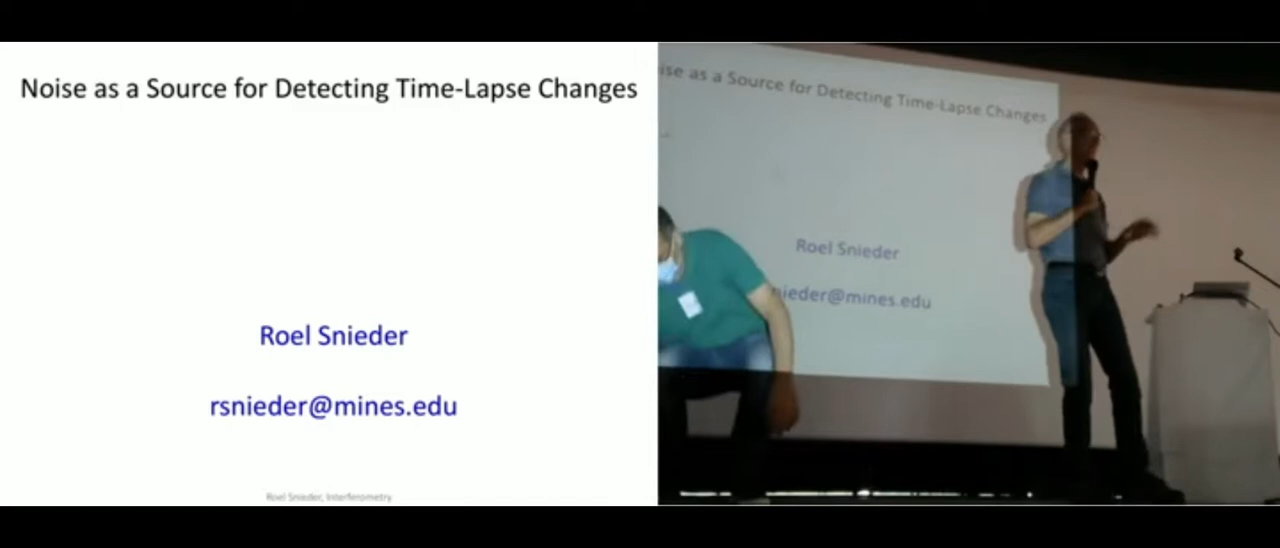 Noise as a Source for Detecting Time-Lapse Changes
Roel Snieder
rsnieder@mines.edu
Roel Snieder, Interferometry
ise as a Source for Detecting Time-Lapse Changes
Roel Snieder
nieder@mines.edu